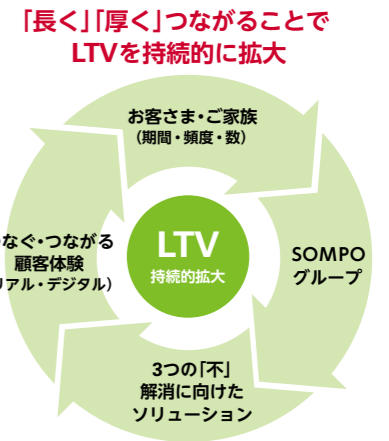 「長く」「厚く」つながることで
LTVを持続的に拡大
お客さま・ご家族
(期間・頻度・数)
なぐ・つながる
顧客体験
リアル・デジタル)
LTV
持続的拡大
SOMPO
グループ
3つの「不」
解消に向けた
ソリューション